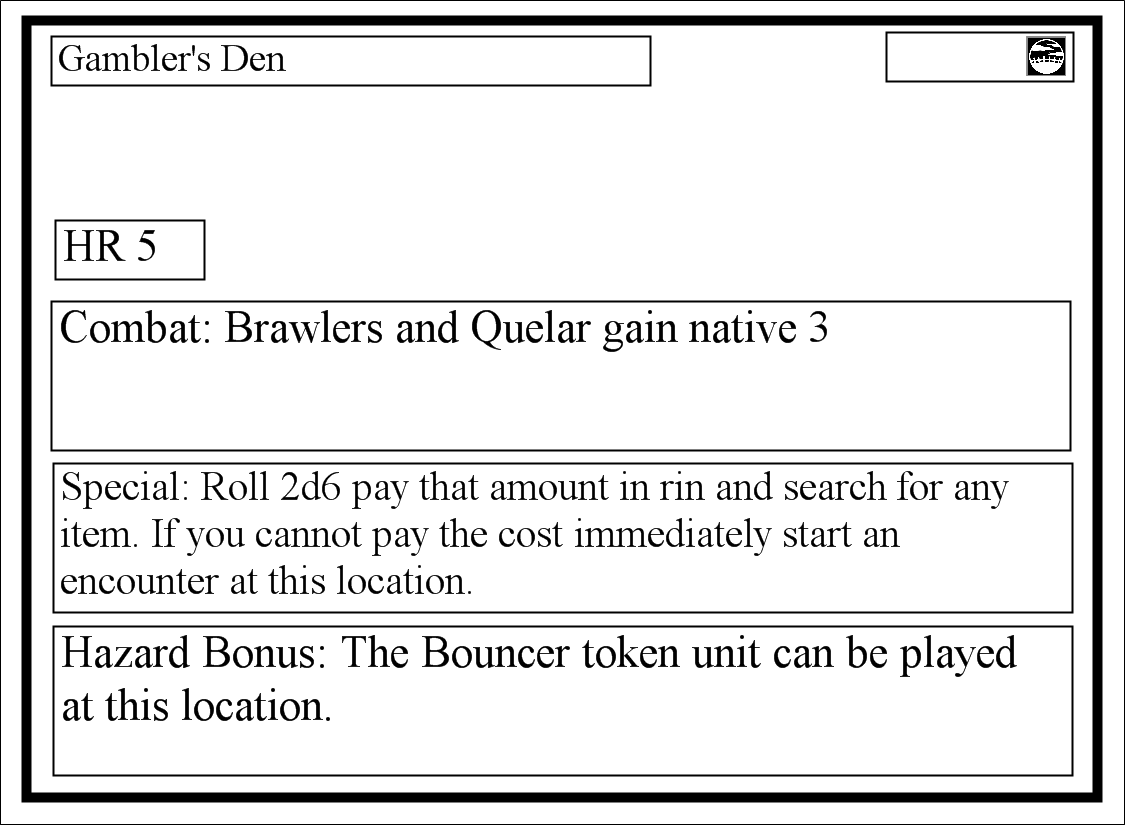 Gambler's Den
HR 5
Combat: Brawlers and Quelar gain native 3
Special: Roll 2d6 pay that amount in rin and search for any
item. If you cannot pay the cost immediately start an
encounter at this location.
Hazard Bonus: The Bouncer token unit can be played
at this location.